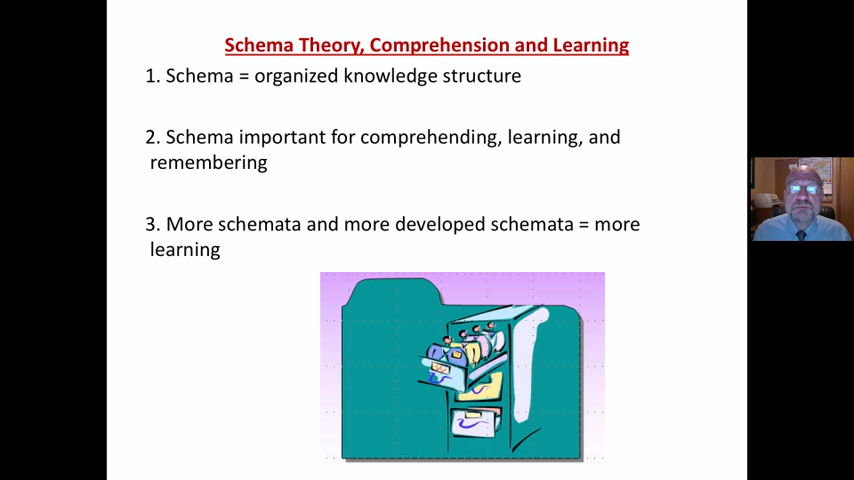 Schema Theory, Comprehension and Learning
1. Schema = organized knowledge structure
2. Schema important for comprehending, learning, and
remembering
3. More schemata and more developed schemata = more
learning